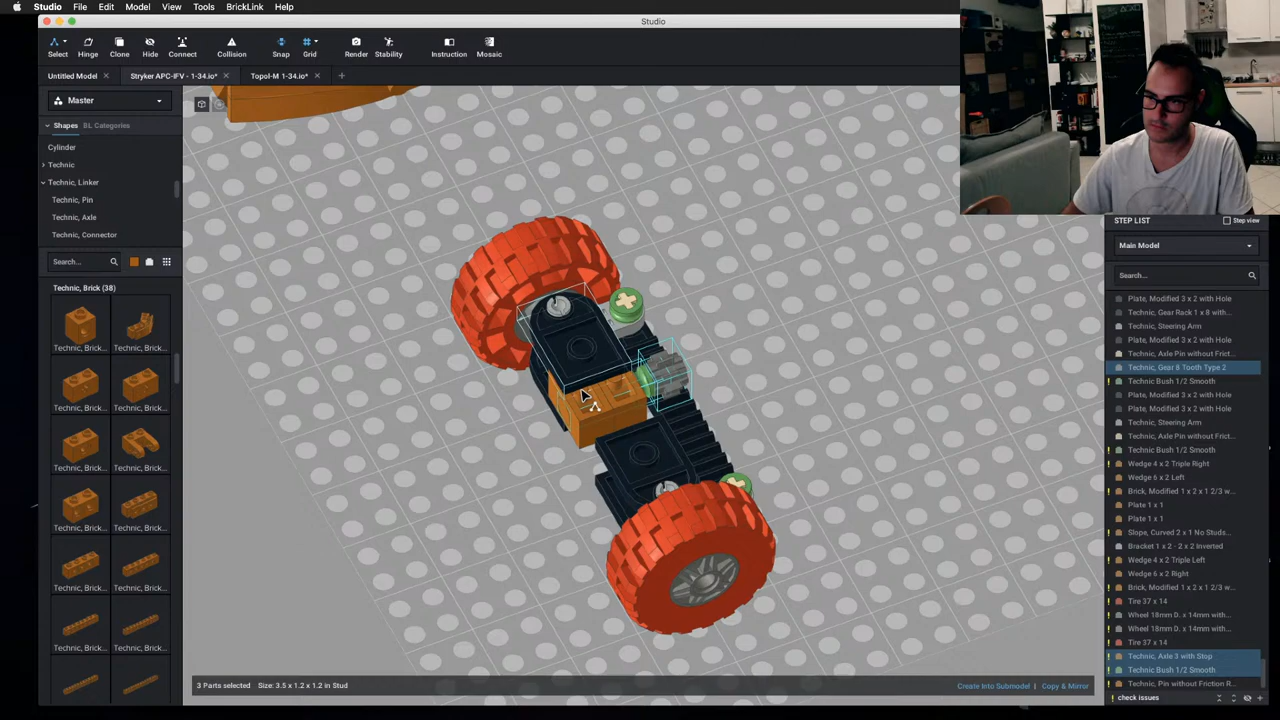 Studio File Edit Model View Tools BrickLink Help
Studio
Select Hinge Clone Hide Connect Collision Snap Grid Render Stability Instruction Mosaic
Untitled Model Stryker APC-IFV - 1-34.io* Topol-M 1-34.io*
Master
Shapes BL Categories
Cylinder
Technic
Technic, Linker
Technic, Pin
Technic, Axle
Technic, Connector
Search...
Technic, Brick (38)
Technic, Brick... Technic, Brick...
Technic, Brick... Technic, Brick...
Technic, Brick... Technic, Brick...
Technic, Brick... Technic, Brick...
Technic, Brick... Technic, Brick...
Technic, Brick... Technic, Brick...
3 Parts selected Size: 3.5 x 1.2 x 1.2 in Stud
Create Into Submodel | Copy & Mirror
STEP LIST Step view
Main Model
Search...
Plate, Modified 3 x 2 with Hole
Technic, Gear Rack 1 x 8 with...
Technic, Steering Arm
Plate, Modified 3 x 2 with Hole
Technic, Axle Pin without Frict...
Technic, Gear 8 Tooth Type 2
Technic Bush 1/2 Smooth
Plate, Modified 3 x 2 with Hole
Plate, Modified 3 x 2 with Hole
Technic, Steering Arm
Technic, Axle Pin without Frict...
Technic Bush 1/2 Smooth
Wedge 4 x 2 Triple Right
Wedge 6 x 2 Left
Brick, Modified 1 x 2 x 1 2/3 w...
Plate 1 x 1
Plate 1 x 1
Slope, Curved 2 x 1 No Studs...
Bracket 1 x 2 - 2 x 2 Inverted
Wedge 4 x 2 Triple Left
Wedge 6 x 2 Right
Brick, Modified 1 x 2 x 1 2/3 w...
Tire 37 x 14
Wheel 18mm D. x 14mm with...
Wheel 18mm D. x 14mm with...
Tire 37 x 14
Technic, Axle 3 with Stop
Technic Bush 1/2 Smooth
Technic, Pin without Friction R...
check issues